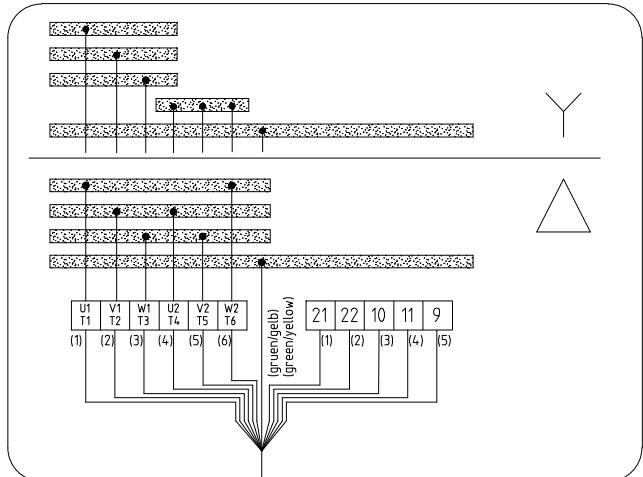 U1 V1 W1 U2 V2 W2
T1 T2 T3 T4 T5 T6
(1) (2) (3) (4) (5) (6)
(gruen/gelb)
(green/yellow)
21 22 10 11 9
(1) (2) (3) (4) (5)